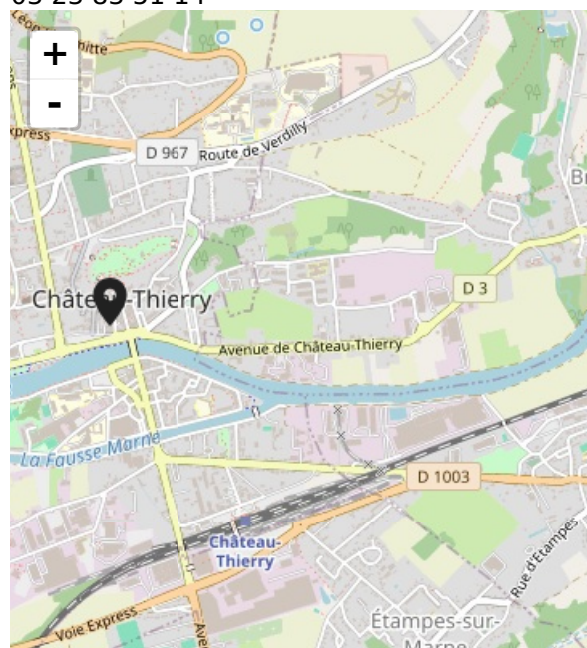 +
-
D 967
Route de Verdilly
Château-Thierry
D 3
Avenue de Château-Thierry
La Fausse Marne
D 1003
Château-
Thierry
Rue d'Étampes
Voie Express
Étampes-sur-
Marne